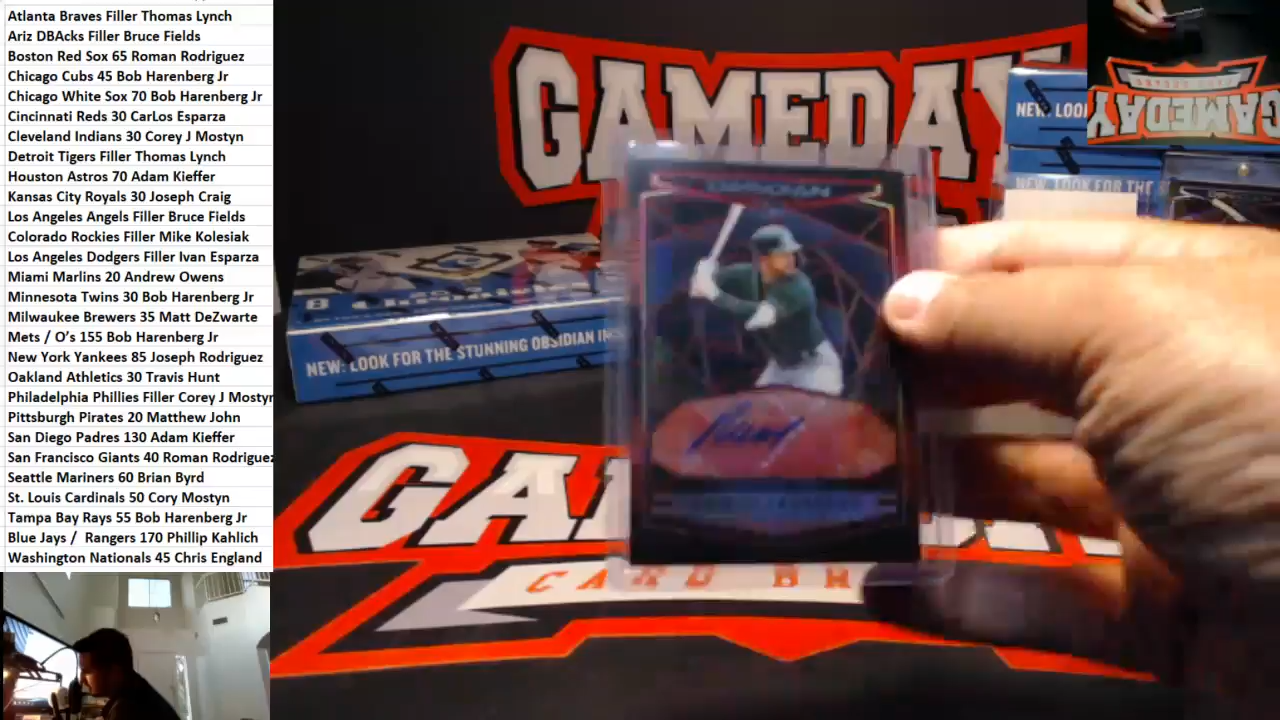 Atlanta Braves Filler Thomas Lynch
Ariz DBAcks Filler Bruce Fields
Boston Red Sox 65 Roman Rodriguez
Chicago Cubs 45 Bob Harenberg Jr
Chicago White Sox 70 Bob Harenberg Jr
Cincinnati Reds 30 CarLos Esparza
Cleveland Indians 30 Corey J Mostyn
Detroit Tigers Filler Thomas Lynch
Houston Astros 70 Adam Kieffer
Kansas City Royals 30 Joseph Craig
Los Angeles Angels Filler Bruce Fields
Colorado Rockies Filler Mike Kolesiak
Los Angeles Dodgers Filler Ivan Esparza
Miami Marlins 20 Andrew Owens
Minnesota Twins 30 Bob Harenberg Jr
Milwaukee Brewers 35 Matt DeZwarte
Mets / O's 155 Bob Harenberg Jr
New York Yankees 85 Joseph Rodriguez
Oakland Athletics 30 Travis Hunt
Philadelphia Phillies Filler Corey J Mostyn
Pittsburgh Pirates 20 Matthew John
San Diego Padres 130 Adam Kieffer
San Francisco Giants 40 Roman Rodriguez
Seattle Mariners 60 Brian Byrd
St. Louis Cardinals 50 Cory Mostyn
Tampa Bay Rays 55 Bob Harenberg Jr
Blue Jays / Rangers 170 Phillip Kahlich
Washington Nationals 45 Chris England
GAMEDAY
GAMEDAY
NEW: LOOK
NEW: LOOK FOR THE S
OBSIDIAN
8
NEW: LOOK FOR THE STUNNING OBSIDIAN IN
GA
CARD BR